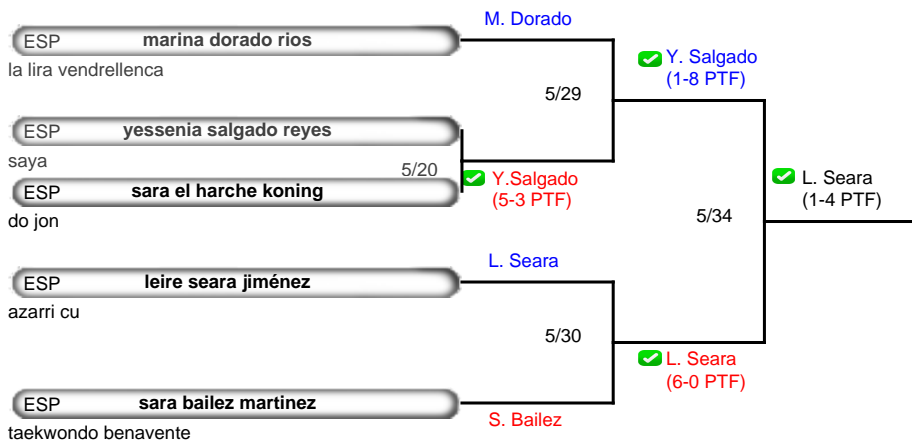 M. Dorado
ESP marina dorado rios
la lira vendrellenca
Y. Salgado
(1-8 PTF)
5/29
ESP yessenia salgado reyes
saya
5/20
ESP sara el harche koning
do jon
Y.Salgado
(5-3 PTF)
L. Seara
(1-4 PTF)
5/34
L. Seara
ESP leire seara jiménez
azarri cu
5/30
L. Seara
(6-0 PTF)
ESP sara bailez martinez
S. Bailez
taekwondo benavente